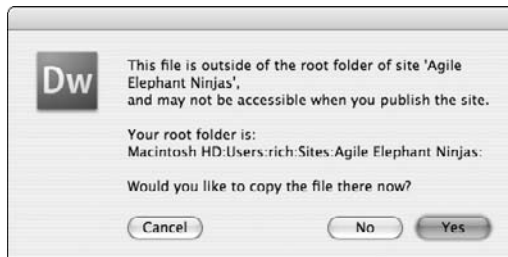 Dw
This file is outside of the root folder of site 'Agile
Elephant Ninjas',
and may not be accessible when you publish the site.
Your root folder is:
Macintosh HD:Users:rich:Sites:Agile Elephant Ninjas:
Would you like to copy the file there now?
Cancel
No
Yes